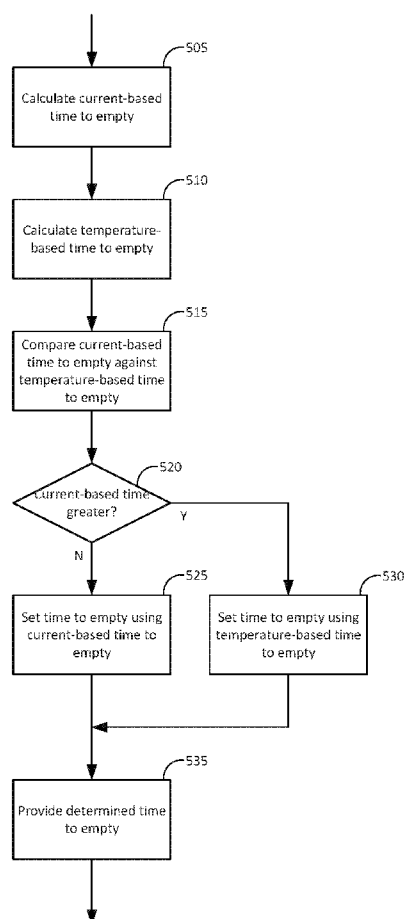 505
Calculate current-based
time to empty
510
Calculate temperature-
based time to empty
515
Compare current-based
time to empty against
temperature-based time
to empty
520
Current-based time
greater?
Y
N
525
Set time to empty using
current-based time to
empty
530
Set time to empty using
temperature-based time
to empty
535
Provide determined time
to empty